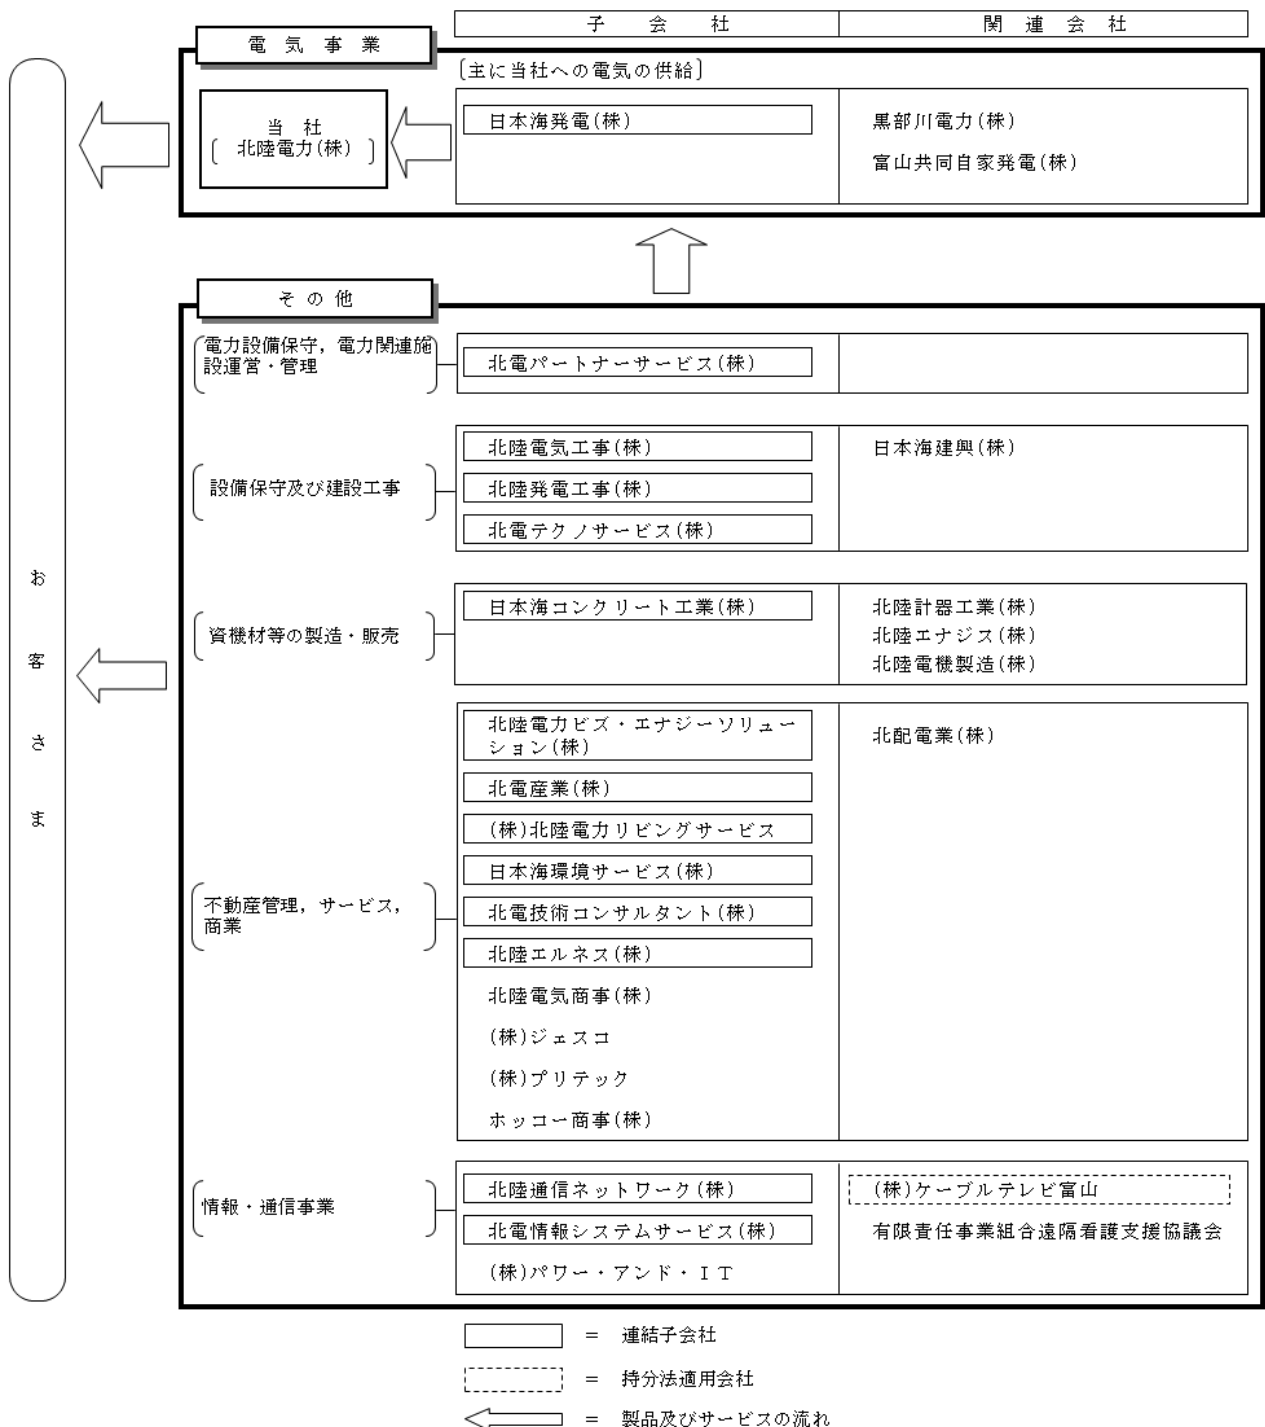 子 会 社
関 連 会 社
電 気 事 業
〔主に当社への電気の供給〕
当 社
〔 北陸電力(株) 〕
日本海発電(株)
黒部川電力(株)
富山共同自家発電(株)
その他
電力設備保守，電力関連施
設運営・管理
北電パートナーサービス(株)
設備保守及び建設工事
北陸電気工事(株)
北陸発電工事(株)
北電テクノサービス(株)
日本海建興(株)
資機材等の製造・販売
日本海コンクリート工業(株)
北陸計器工業(株)
北陸エナジス(株)
北陸電機製造(株)
不動産管理，サービス，
商業
北陸電力ビズ・エナジーソリュー
ション(株)
北電産業(株)
(株)北陸電力リビングサービス
日本海環境サービス(株)
北電技術コンサルタント(株)
北陸エルネス(株)
北陸電気商事(株)
(株)ジェスコ
(株)プリテック
ホッコー商事(株)
北配電業(株)
情報・通信事業
北陸通信ネットワーク(株)
北電情報システムサービス(株)
(株)パワー・アンド・ＩＴ
(株)ケーブルテレビ富山
有限責任事業組合遠隔看護支援協議会
お客さま
＝ 連結子会社
＝ 持分法適用会社
＝ 製品及びサービスの流れ